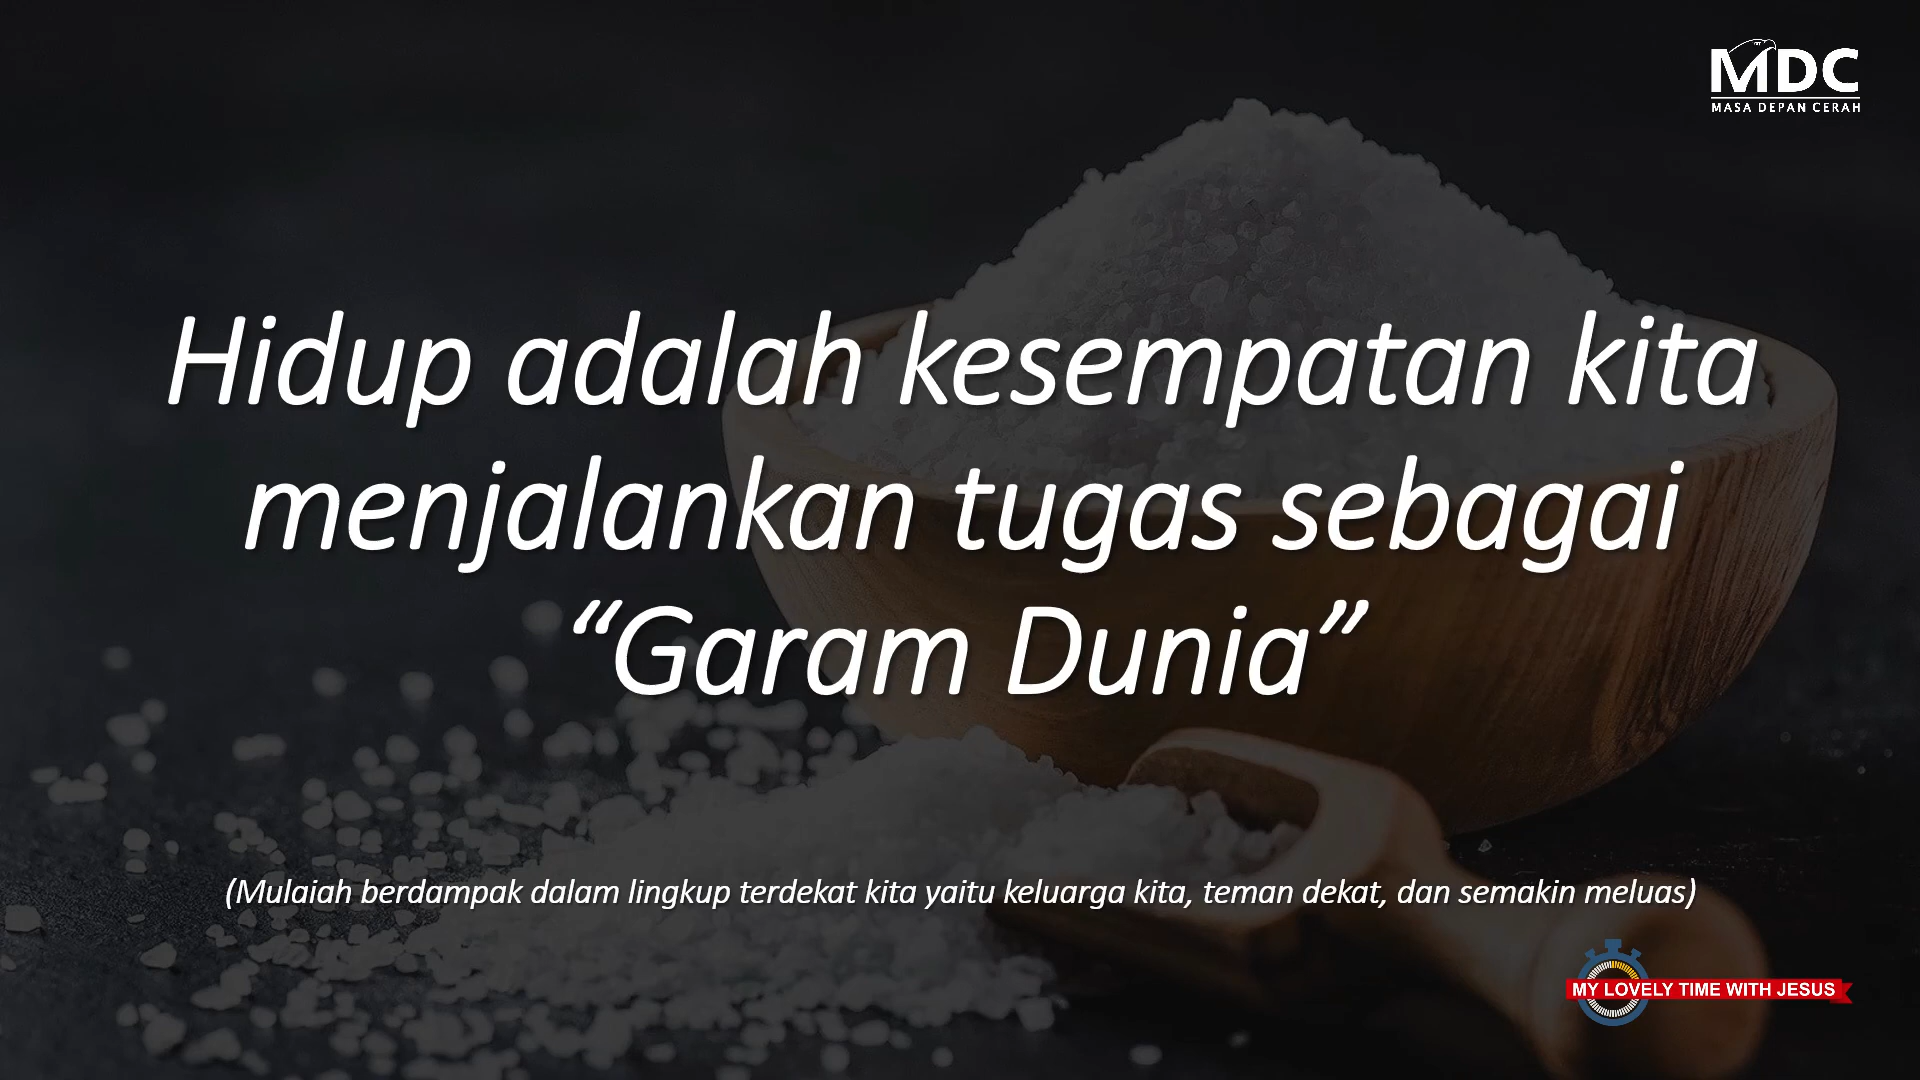 MDC
MASA DEPAN CERAH
Hidup adalah kesempatan kita
menjalankan tugas sebagai
“Garam Dunia”
(Mulaiah berdampak dalam lingkup terdekat kita yaitu keluarga kita, teman dekat, dan semakin meluas)
MY LOVELY TIME WITH JESUS